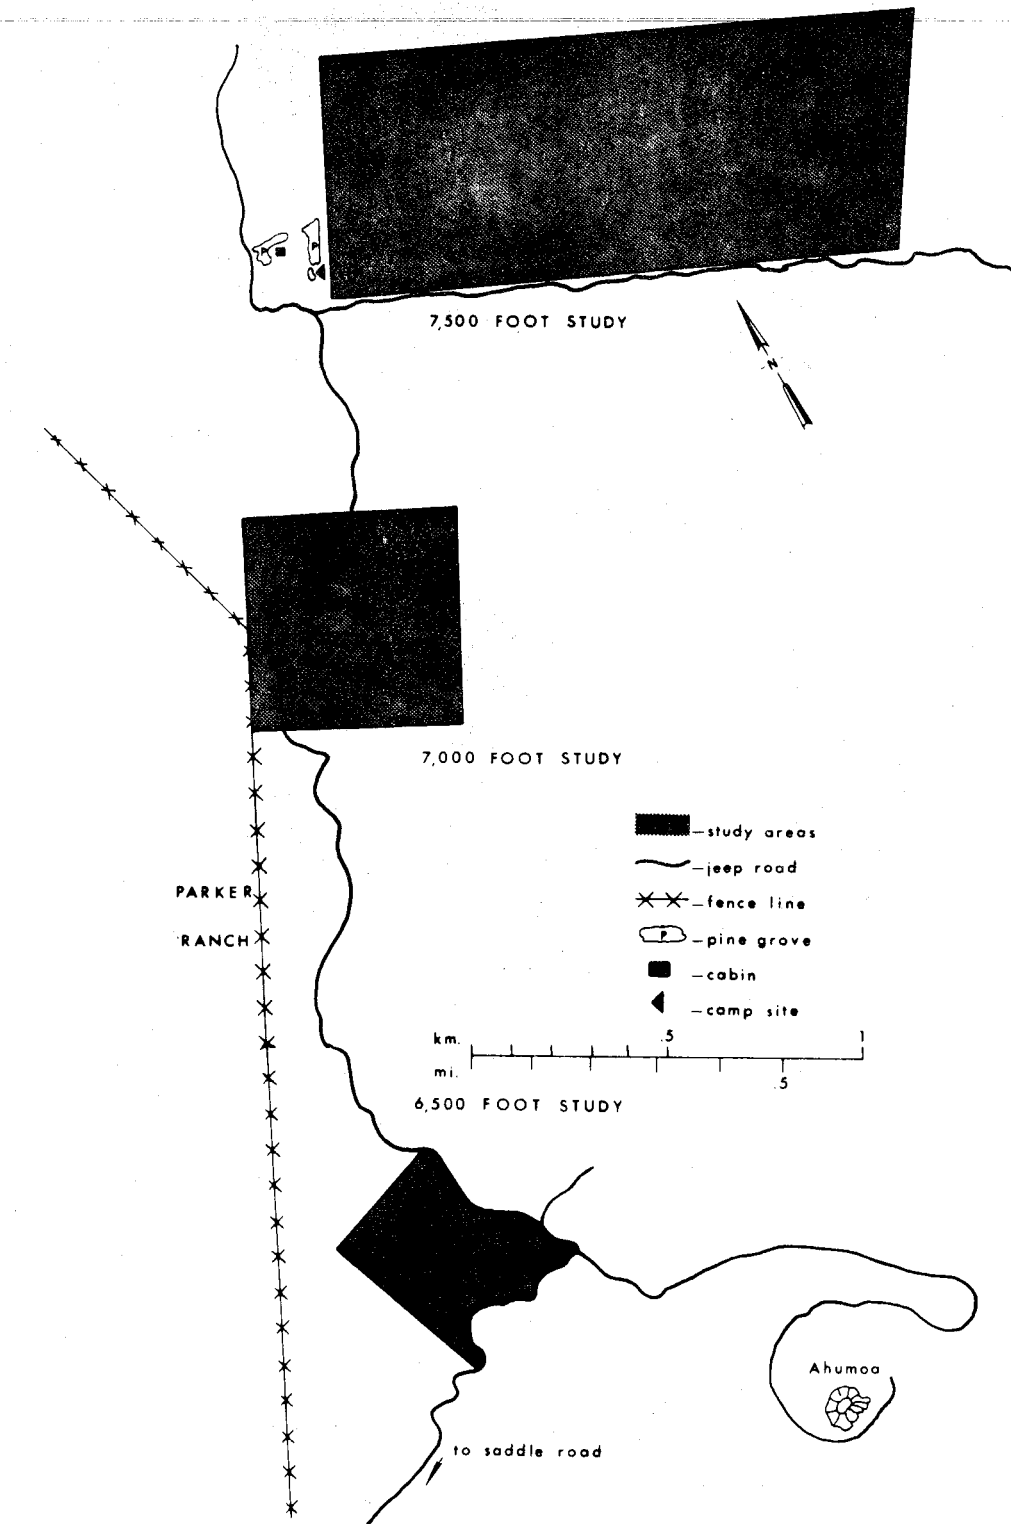 P
P
7,500 FOOT STUDY
N
7,000 FOOT STUDY
study areas
jeep road
PARKER
fence line
RANCH
P
pine grove
cabin
camp site
km. .5 1
mi. .5
6,500 FOOT STUDY
Ahumoa
to saddle road